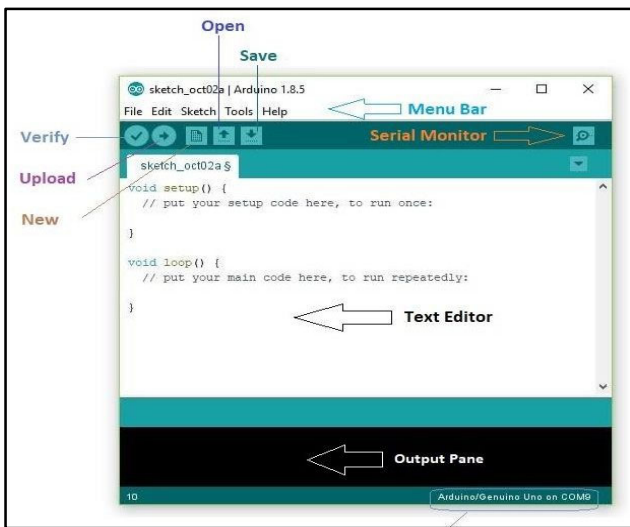 Open
Save
sketch_oct02a | Arduino 1.8.5
File Edit Sketch Tools Help
Menu Bar
Verify
Serial Monitor
Upload
sketch_oct02a §
New
void setup() {
// put your setup code here, to run once:
}
void loop() {
// put your main code here, to run repeatedly:
}
Text Editor
Output Pane
10
Arduino/Genuino Uno on COM9